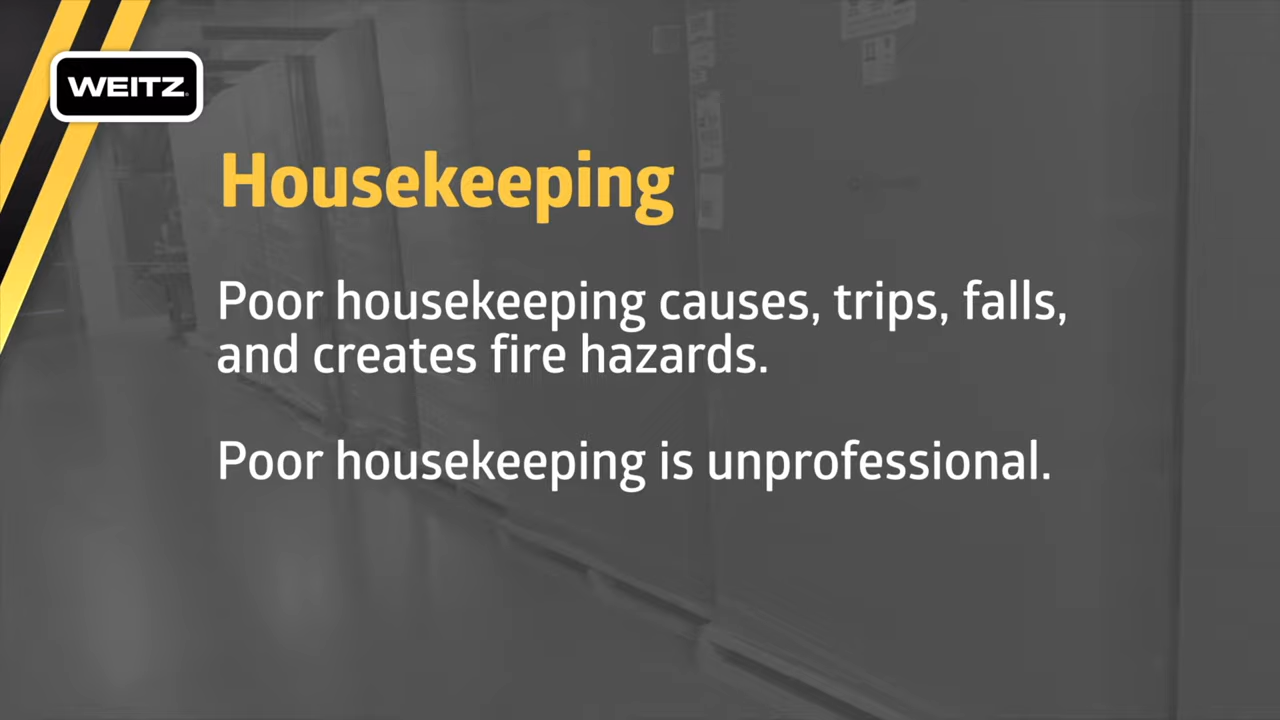 WEITZ
Housekeeping
Poor housekeeping causes, trips, falls,
and creates fire hazards.
Poor housekeeping is unprofessional.